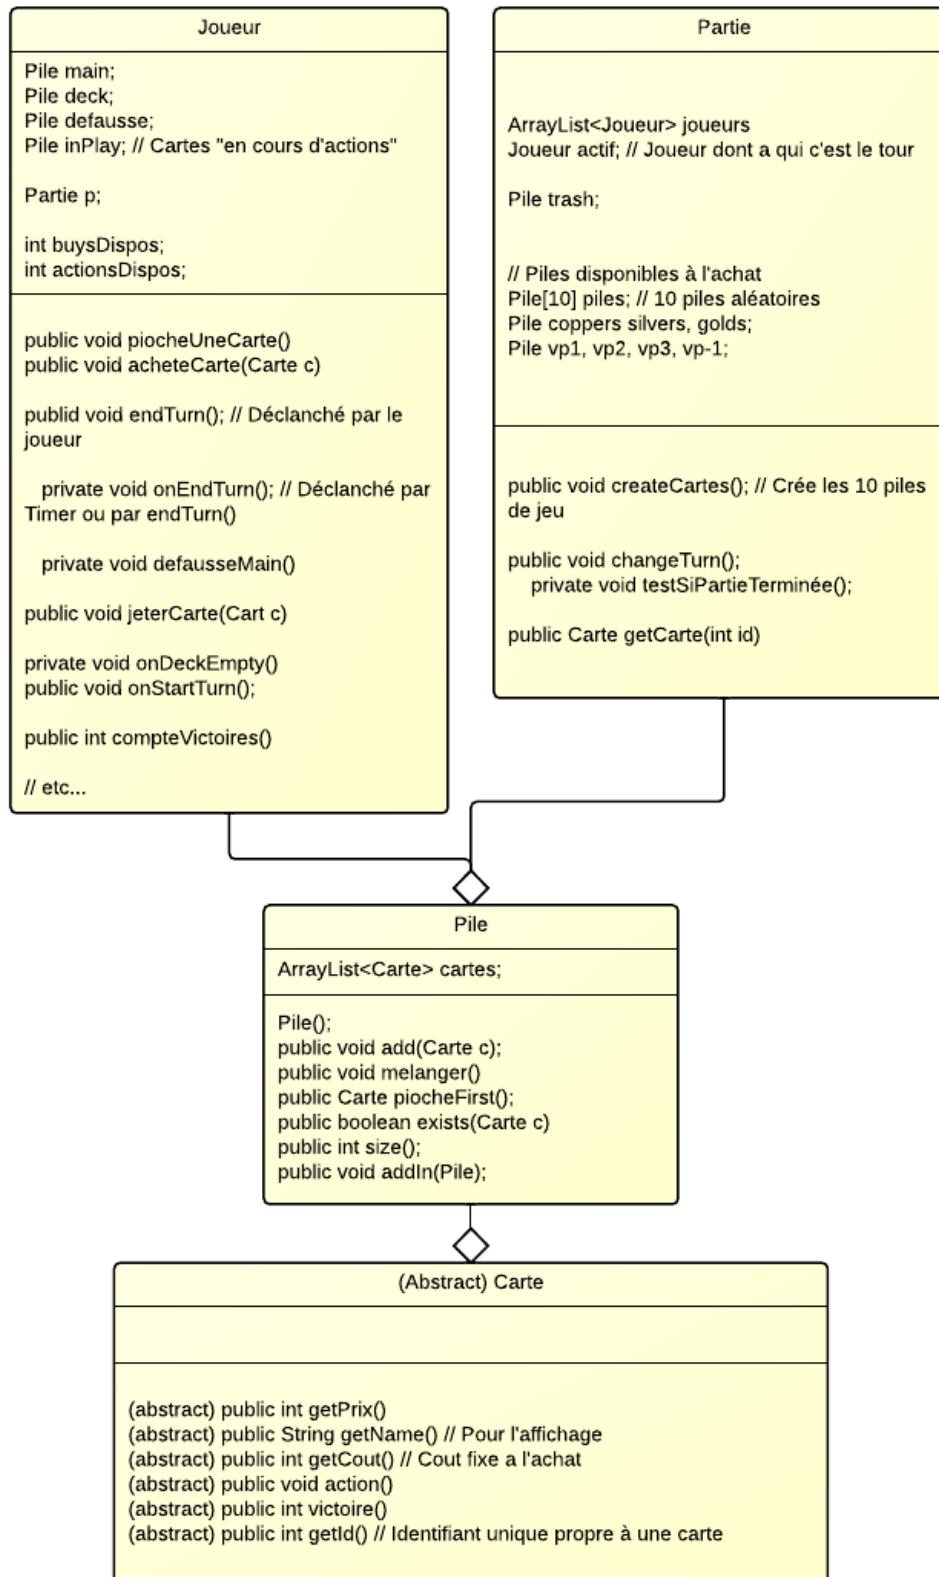 Joueur
Pile main;
Pile deck;
Pile defausse;
Pile inPlay; // Cartes "en cours d'actions"
Partie p;
int buysDispos;
int actionsDispos;
public void piocheUneCarte()
public void acheteCarte(Carte c)
publid void endTurn(); // Déclanché par le
joueur
private void onEndTurn(); // Déclanché par
Timer ou par endTurn()
private void defausseMain()
public void jeterCarte(Cart c)
private void onDeckEmpty()
public void onStartTurn();
public int compteVictoires()
// etc...
Partie
ArrayList<Joueur> joueurs
Joueur actif; // Joueur dont a qui c'est le tour
Pile trash;
// Piles disponibles à l'achat
Pile[10] piles; // 10 piles aléatoires
Pile coppers silvers, golds;
Pile vp1, vp2, vp3, vp-1;
public void createCartes(); // Crée les 10 piles
de jeu
public void changeTurn();
private void testSiPartieTerminée();
public Carte getCarte(int id)
Pile
ArrayList<Carte> cartes;
Pile();
public void add(Carte c);
public void melanger()
public Carte piocheFirst();
public boolean exists(Carte c)
public int size();
public void addIn(Pile);
(Abstract) Carte
(abstract) public int getPrix()
(abstract) public String getName() // Pour l'affichage
(abstract) public int getCout() // Cout fixe a l'achat
(abstract) public void action()
(abstract) public int victoire()
(abstract) public int getId() // Identifiant unique propre à une carte